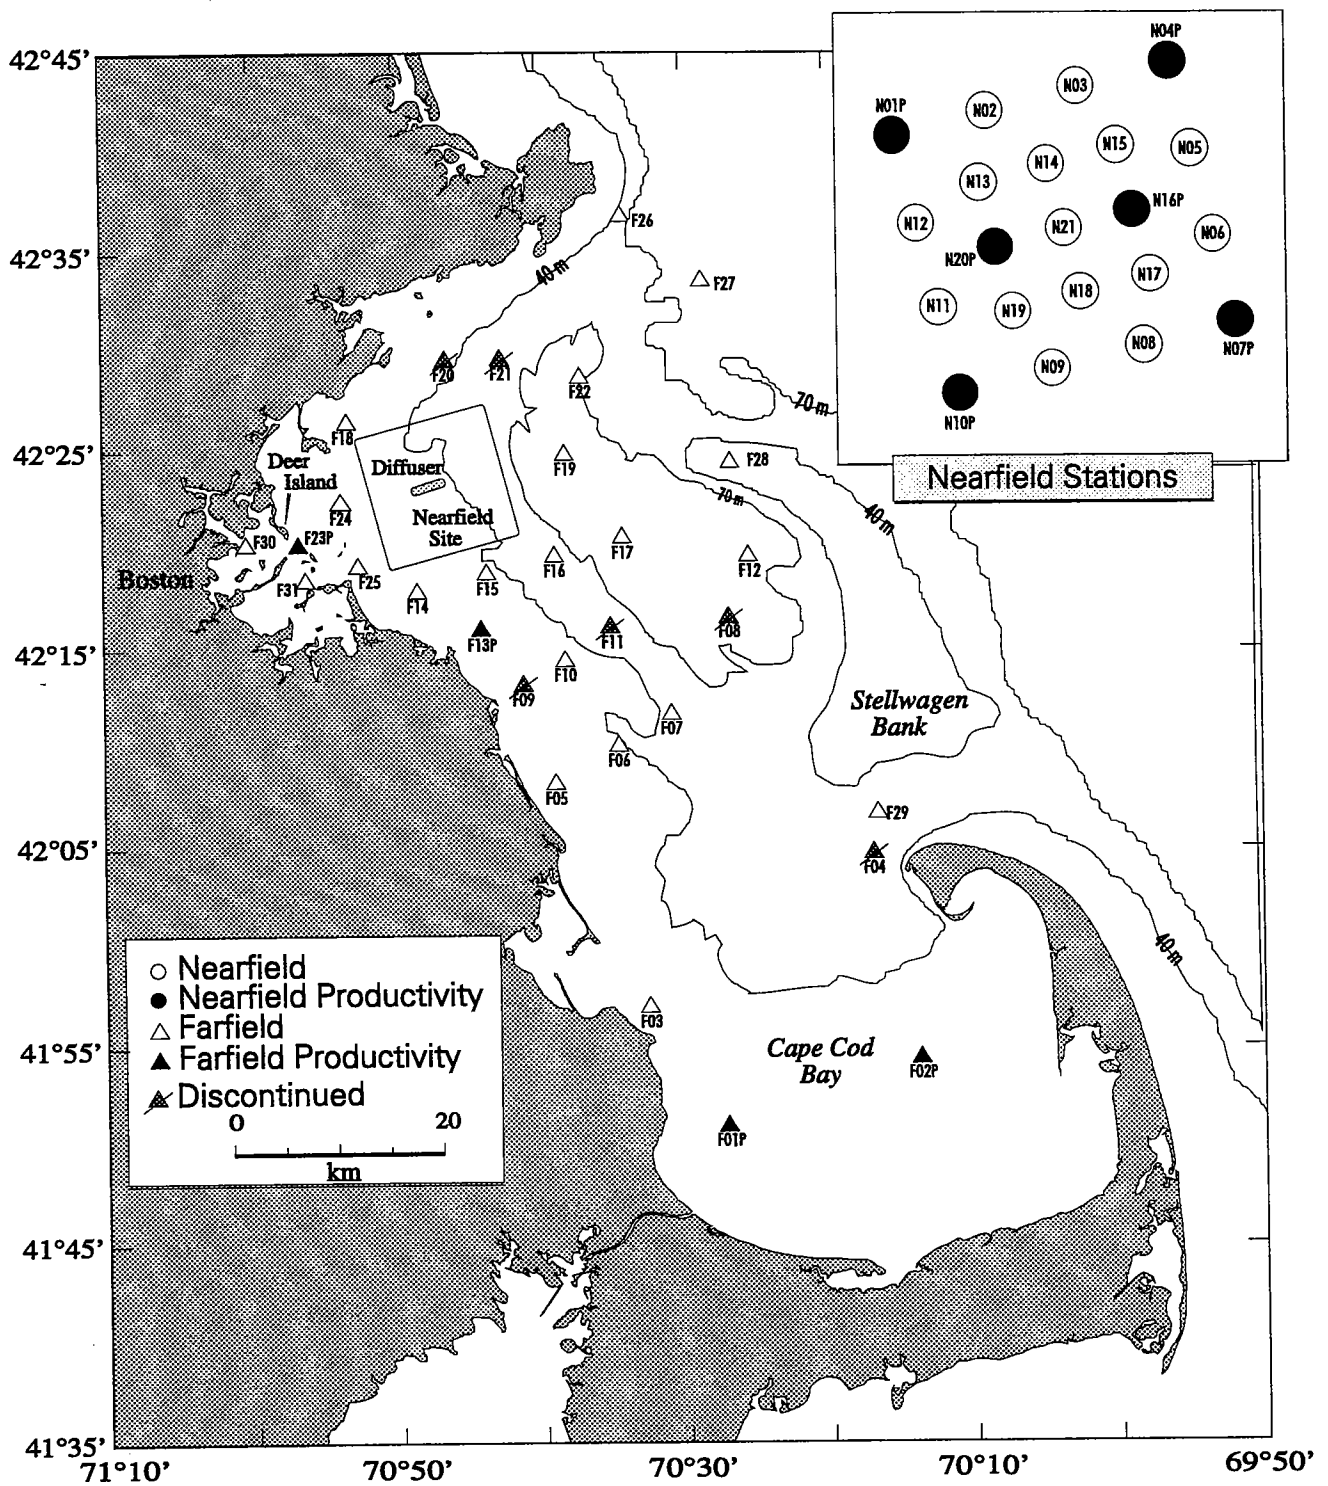 42°45'
42°35'
42°25'
42°15'
42°05'
41°55'
41°45'
41°35'
71°10'
70°50'
70°30'
70°10'
69°50'
N04P
N03
N02
N01P
N15
N05
N14
N13
N16P
N12
N21
N06
N20P
N17
N18
N11
N19
N07P
N08
N09
N10P
Nearfield Stations
F26
40 m
F27
F20
F21
F22
70 m
F18
Deer
Island
Diffuser
F19
F28
70 m
40 m
F24
Nearfield
Site
F30
F23P
F17
F12
F16
Boston
F31
F25
F15
F14
F13P
F11
F08
F10
F09
F07
Stellwagen
Bank
F06
F05
F29
F04
40 m
F03
Cape Cod
Bay
F02P
F01P
Nearfield
Nearfield Productivity
Farfield
Farfield Productivity
Discontinued
0 20
km